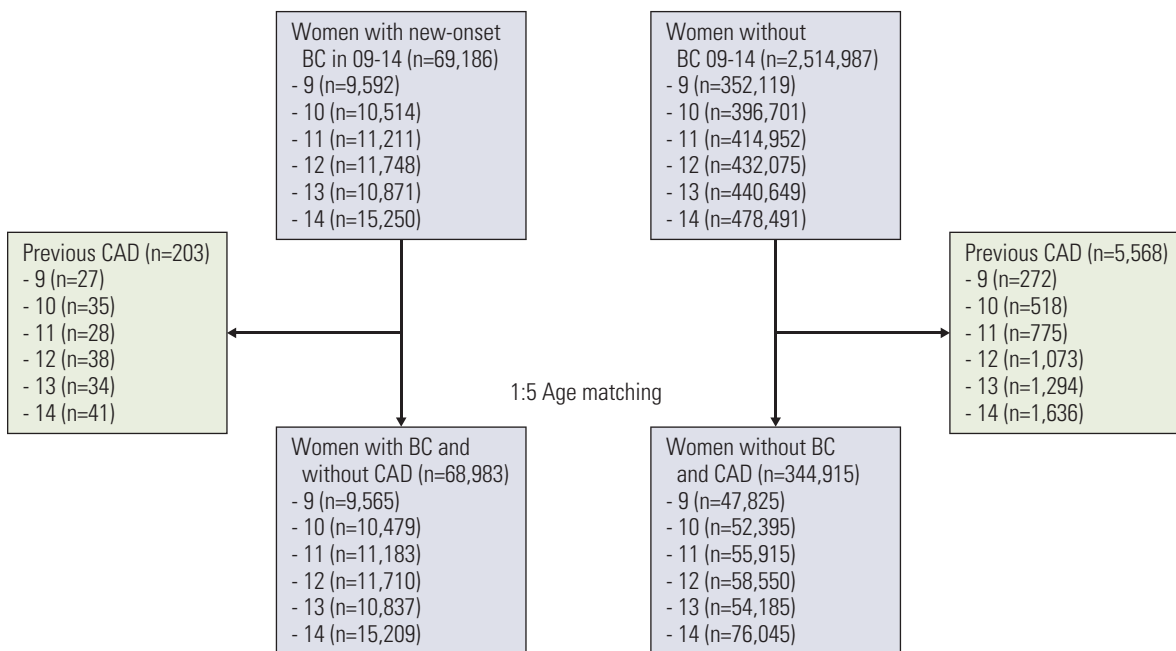 Women with new-onset
BC in 09-14 (n=69,186)
- 9 (n=9,592)
- 10 (n=10,514)
- 11 (n=11,211)
- 12 (n=11,748)
- 13 (n=10,871)
- 14 (n=15,250)
Women without
BC 09-14 (n=2,514,987)
- 9 (n=352,119)
- 10 (n=396,701)
- 11 (n=414,952)
- 12 (n=432,075)
- 13 (n=440,649)
- 14 (n=478,491)
Previous CAD (n=203)
- 9 (n=27)
- 10 (n=35)
- 11 (n=28)
- 12 (n=38)
- 13 (n=34)
- 14 (n=41)
Previous CAD (n=5,568)
- 9 (n=272)
- 10 (n=518)
- 11 (n=775)
- 12 (n=1,073)
- 13 (n=1,294)
- 14 (n=1,636)
1:5 Age matching
Women with BC and
without CAD (n=68,983)
- 9 (n=9,565)
- 10 (n=10,479)
- 11 (n=11,183)
- 12 (n=11,710)
- 13 (n=10,837)
- 14 (n=15,209)
Women without BC
and CAD (n=344,915)
- 9 (n=47,825)
- 10 (n=52,395)
- 11 (n=55,915)
- 12 (n=58,550)
- 13 (n=54,185)
- 14 (n=76,045)